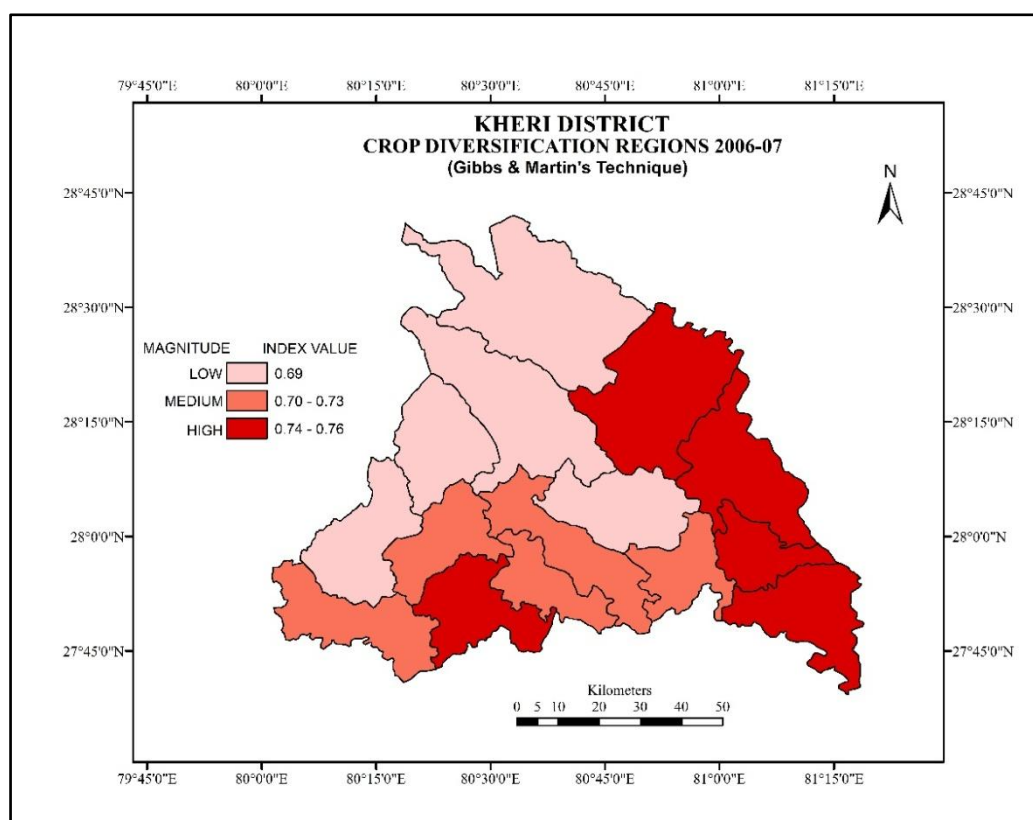 79°45'0"E 80°0'0"E 80°15'0"E 80°30'0"E 80°45'0"E 81°0'0"E 81°15'0"E
KHERI DISTRICT
CROP DIVERSIFICATION REGIONS 2006-07
(Gibbs & Martin's Technique)
N
28°45'0"N 28°45'0"N
28°30'0"N 28°30'0"N
MAGNITUDE INDEX VALUE
LOW 0.69
MEDIUM 0.70 - 0.73
HIGH 0.74 - 0.76
28°15'0"N 28°15'0"N
28°0'0"N 28°0'0"N
27°45'0"N 27°45'0"N
Kilometers
0 5 10 20 30 40 50
79°45'0"E 80°0'0"E 80°15'0"E 80°30'0"E 80°45'0"E 81°0'0"E 81°15'0"E